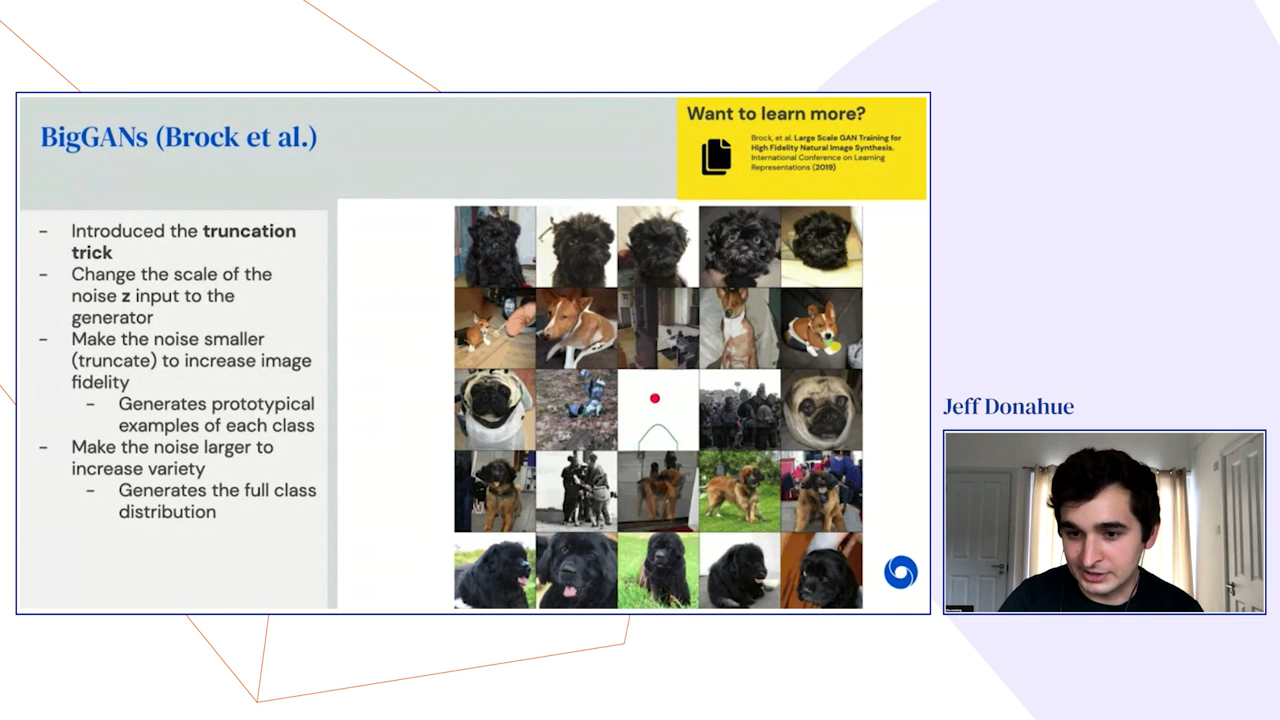 BigGANs (Brock et al.)
Want to learn more?
Brock, et al. Large Scale GAN Training for
High Fidelity Natural Image Synthesis.
International Conference on Learning
Representations (2019)
- Introduced the truncation
trick
- Change the scale of the
noise z input to the
generator
- Make the noise smaller
(truncate) to increase image
fidelity
- Generates prototypical
examples of each class
- Make the noise larger to
increase variety
- Generates the full class
distribution
Jeff Donahue